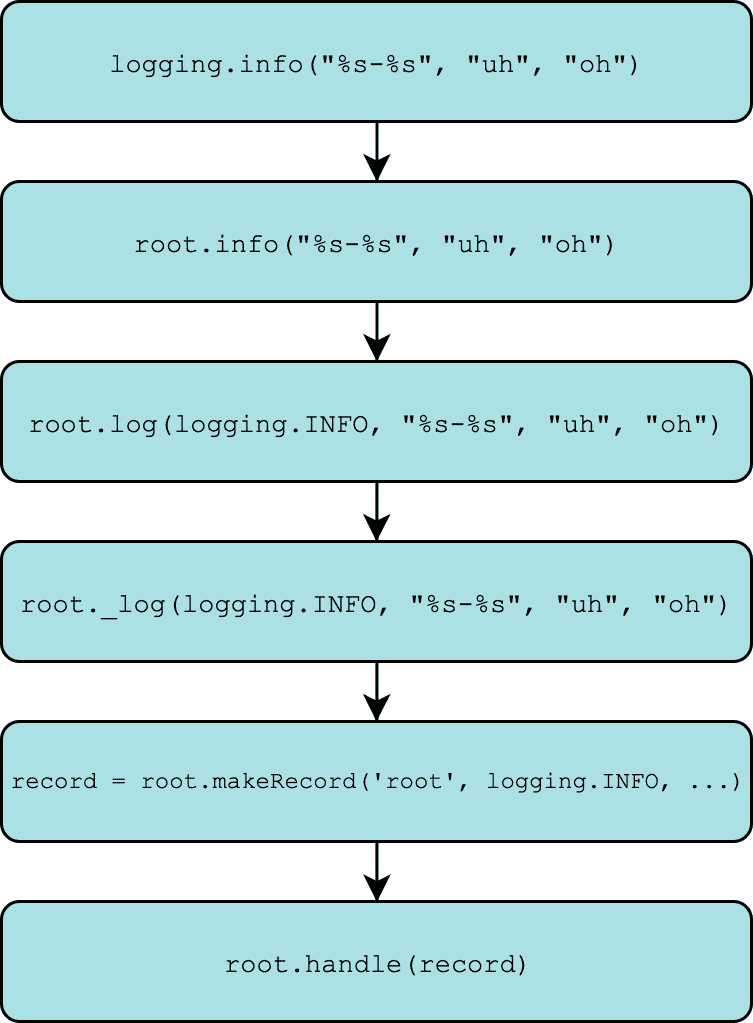 logging.info("%s-%s", "uh", "oh")
root.info("%s-%s", "uh", "oh")
root.log(logging.INFO, "%s-%s", "uh", "oh")
root._log(logging.INFO, "%s-%s", "uh", "oh")
record = root.makeRecord('root', logging.INFO, ...)
root.handle(record)